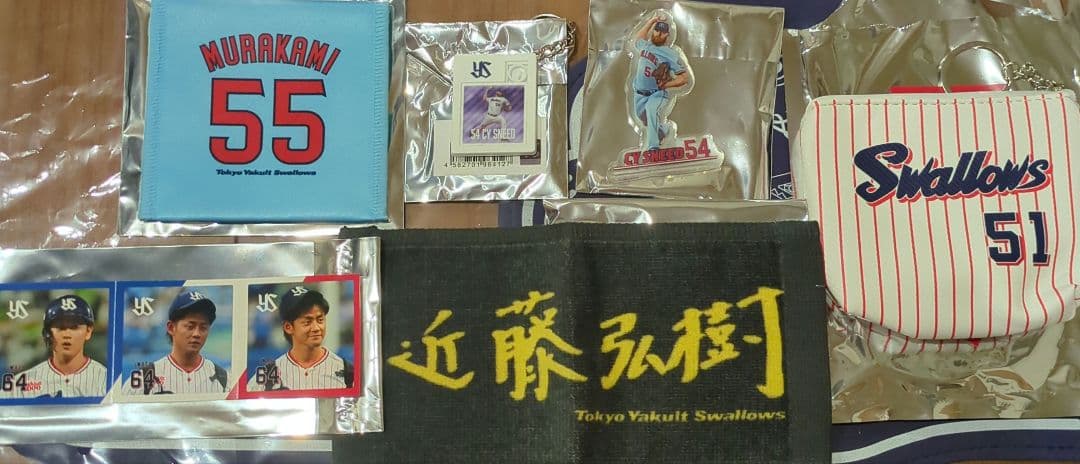 MURAKAMI
55
Tokyo Yakult Swallows
YS
54 CY SNEED
54
CY SNEED 54
Swallows
51
YS
64
YS
64
YS
64
近藤弘樹
Tokyo Yakult Swallows